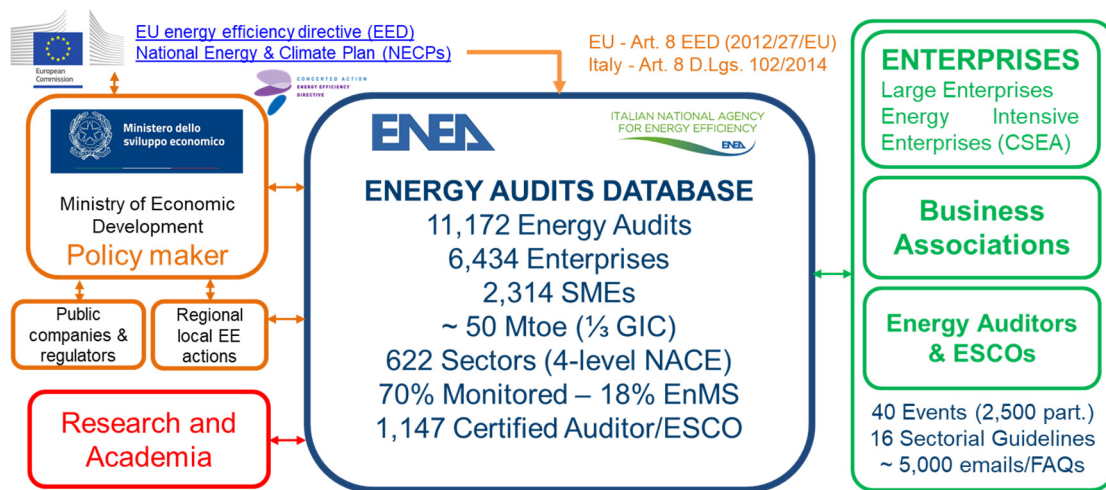 European
Commission
EU energy efficiency directive (EED)
National Energy & Climate Plan (NECPs)
CONCERTED ACTION
ENERGY EFFICIENCY
DIRECTIVE
EU - Art. 8 EED (2012/27/EU)
Italy - Art. 8 D.Lgs. 102/2014
Ministero dello
sviluppo economico
Ministry of Economic
Development
Policy maker
Public
companies &
regulators
Regional
local EE
actions
Research and
Academia
ENEA
ITALIAN NATIONAL AGENCY
FOR ENERGY EFFICIENCY
ENEA
ENERGY AUDITS DATABASE
11,172 Energy Audits
6,434 Enterprises
2,314 SMEs
~ 50 Mtoe (⅓ GIC)
622 Sectors (4-level NACE)
70% Monitored – 18% EnMS
1,147 Certified Auditor/ESCO
ENTERPRISES
Large Enterprises
Energy Intensive
Enterprises (CSEA)
Business
Associations
Energy Auditors
& ESCOs
40 Events (2,500 part.)
16 Sectorial Guidelines
~ 5,000 emails/FAQs